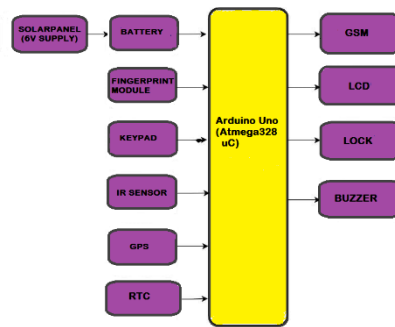 SOLARPANEL
(6V SUPPLY)
BATTERY
FINGERPRINT
MODULE
KEYPAD
IR SENSOR
GPS
RTC
Arduino Uno
(Atmega328
uC)
GSM
LCD
LOCK
BUZZER